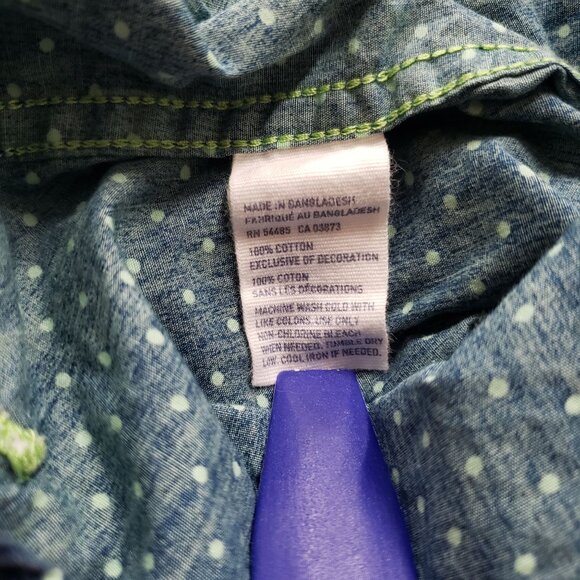 MADE IN BANGLADESH
FABRIQUÉ AU BANGLADESH
RN 54485 CA 03873
100% COTTON
EXCLUSIVE OF DECORATION
100% COTON
SANS LES DÉCORATIONS
MACHINE WASH COLD WITH
LIKE COLORS. USE ONLY
NON-CHLORINE BLEACH
WHEN NEEDED. TUMBLE DRY
LOW. COOL IRON IF NEEDED.